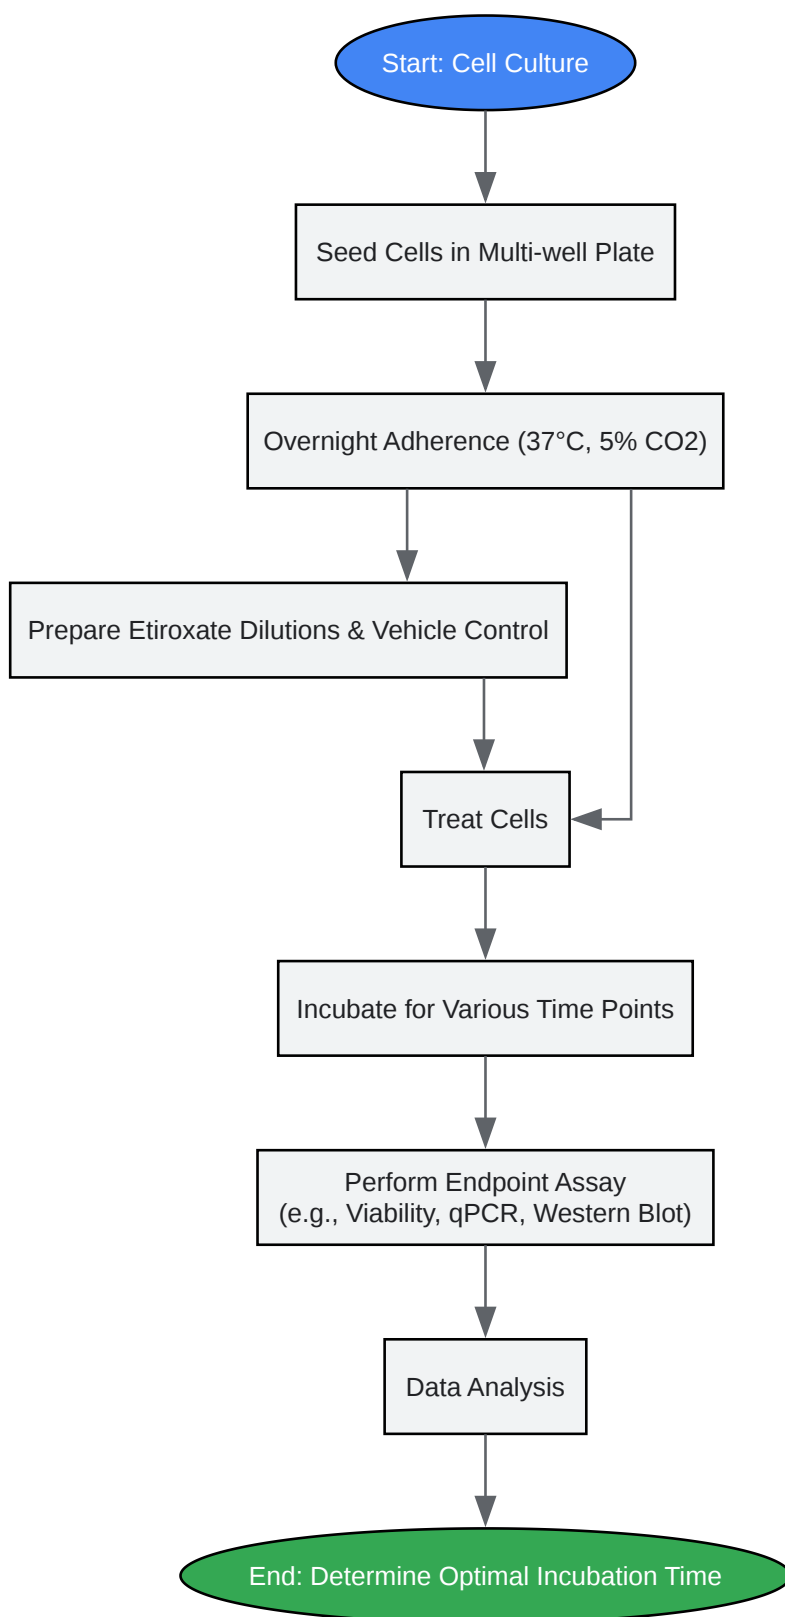 Start: Cell Culture
Seed Cells in Multi-well Plate
Overnight Adherence (37°C, 5% CO2)
Prepare Etiroxate Dilutions & Vehicle Control
Treat Cells
Incubate for Various Time Points
Perform Endpoint Assay
(e.g., Viability, qPCR, Western Blot)
Data Analysis
End: Determine Optimal Incubation Time